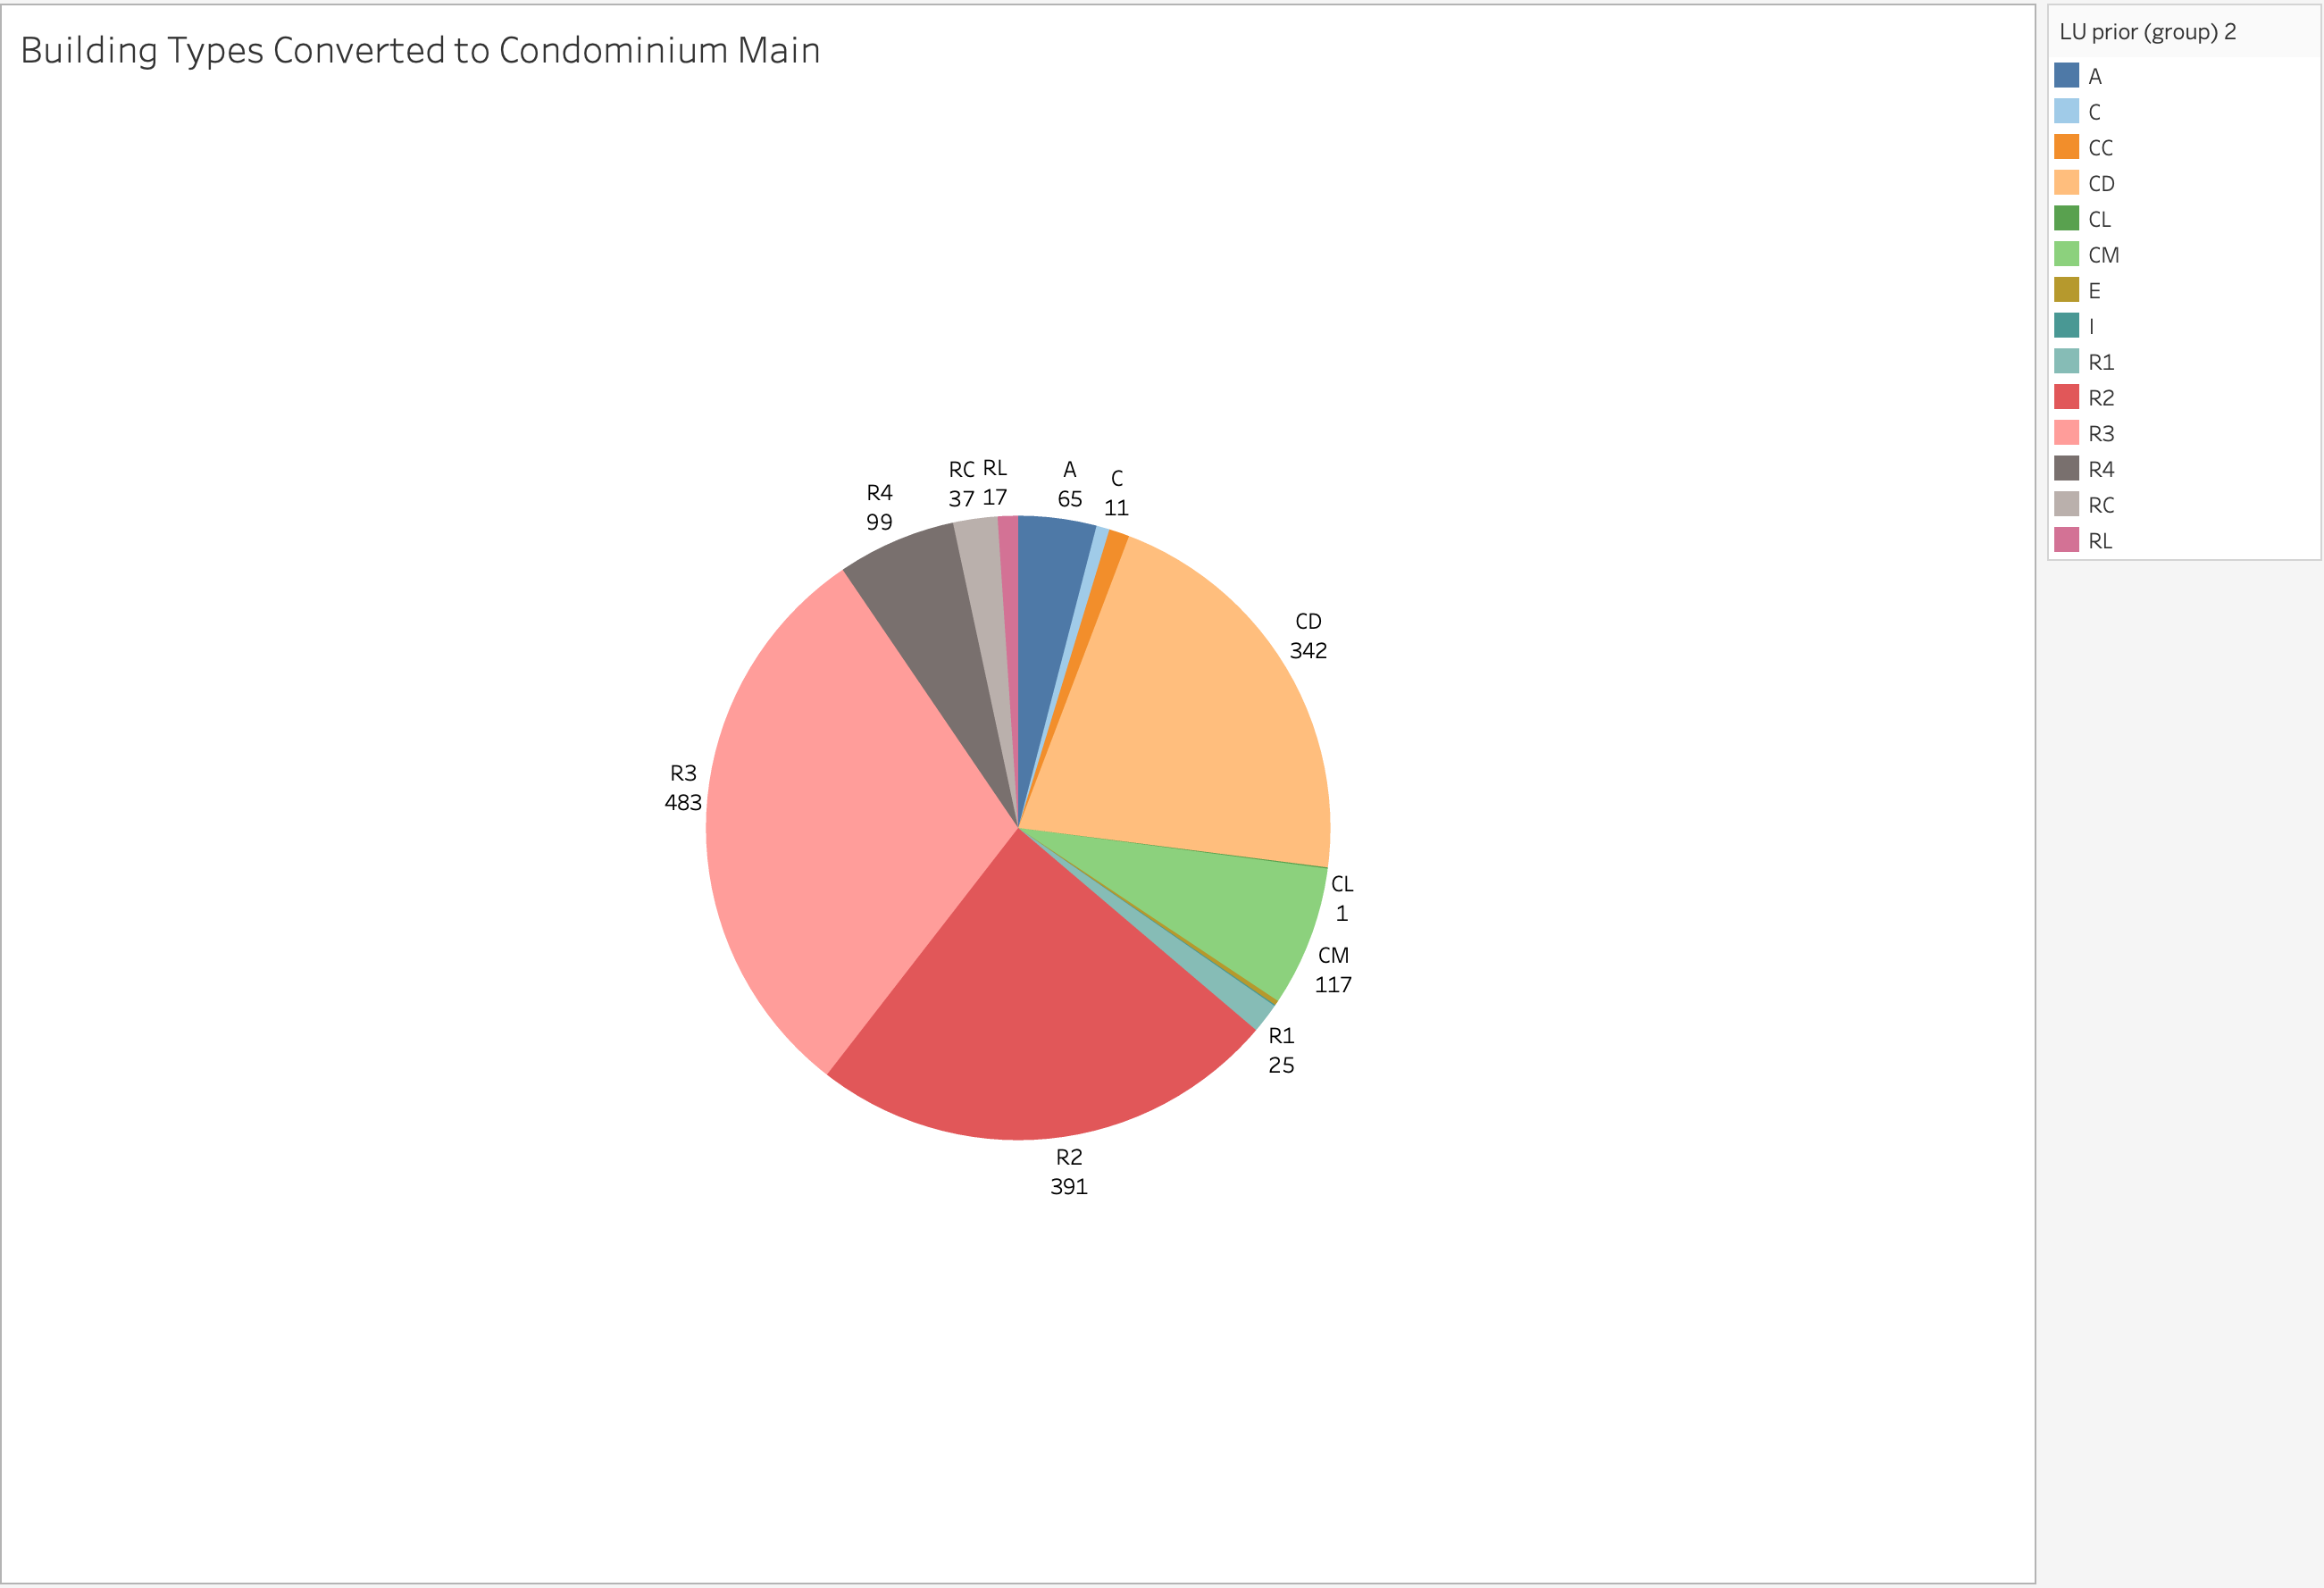 Building Types Converted to Condominium Main
RC
37
RL
17
A
65
C
11
R4
99
CD
342
R3
483
CL
1
CM
117
R1
25
R2
391
LU prior (group) 2
A
C
CC
CD
CL
CM
E
I
R1
R2
R3
R4
RC
RL